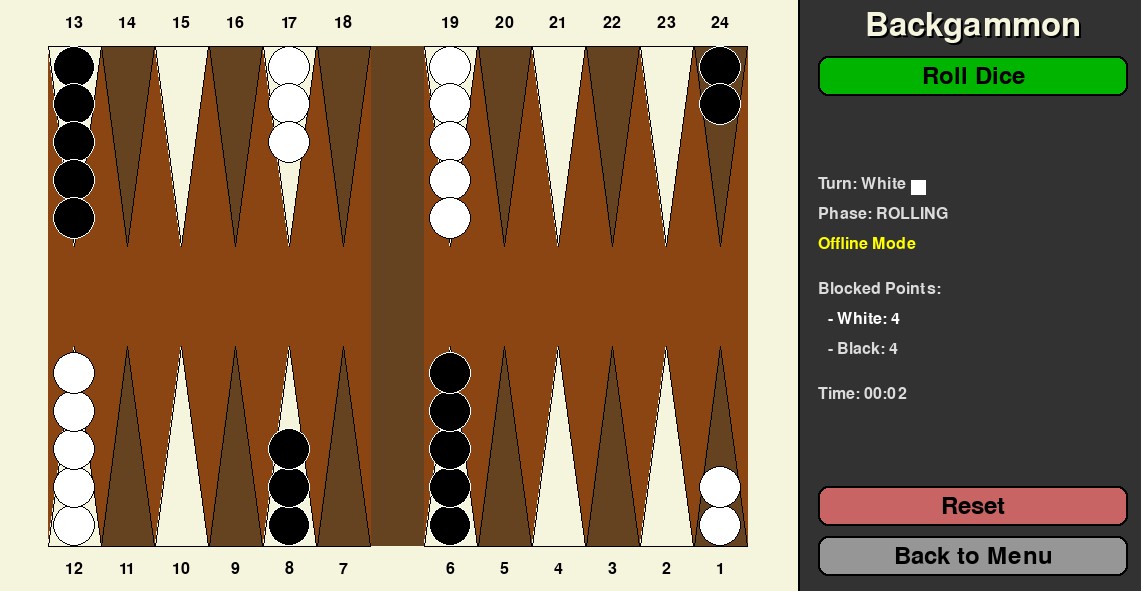 13 14 15 16 17 18 19 20 21 22 23 24
12 11 10 9 8 7 6 5 4 3 2 1
Backgammon
Roll Dice
Turn: White
Phase: ROLLING
Offline Mode
Blocked Points:
- White: 4
- Black: 4
Time: 00:02
Reset
Back to Menu